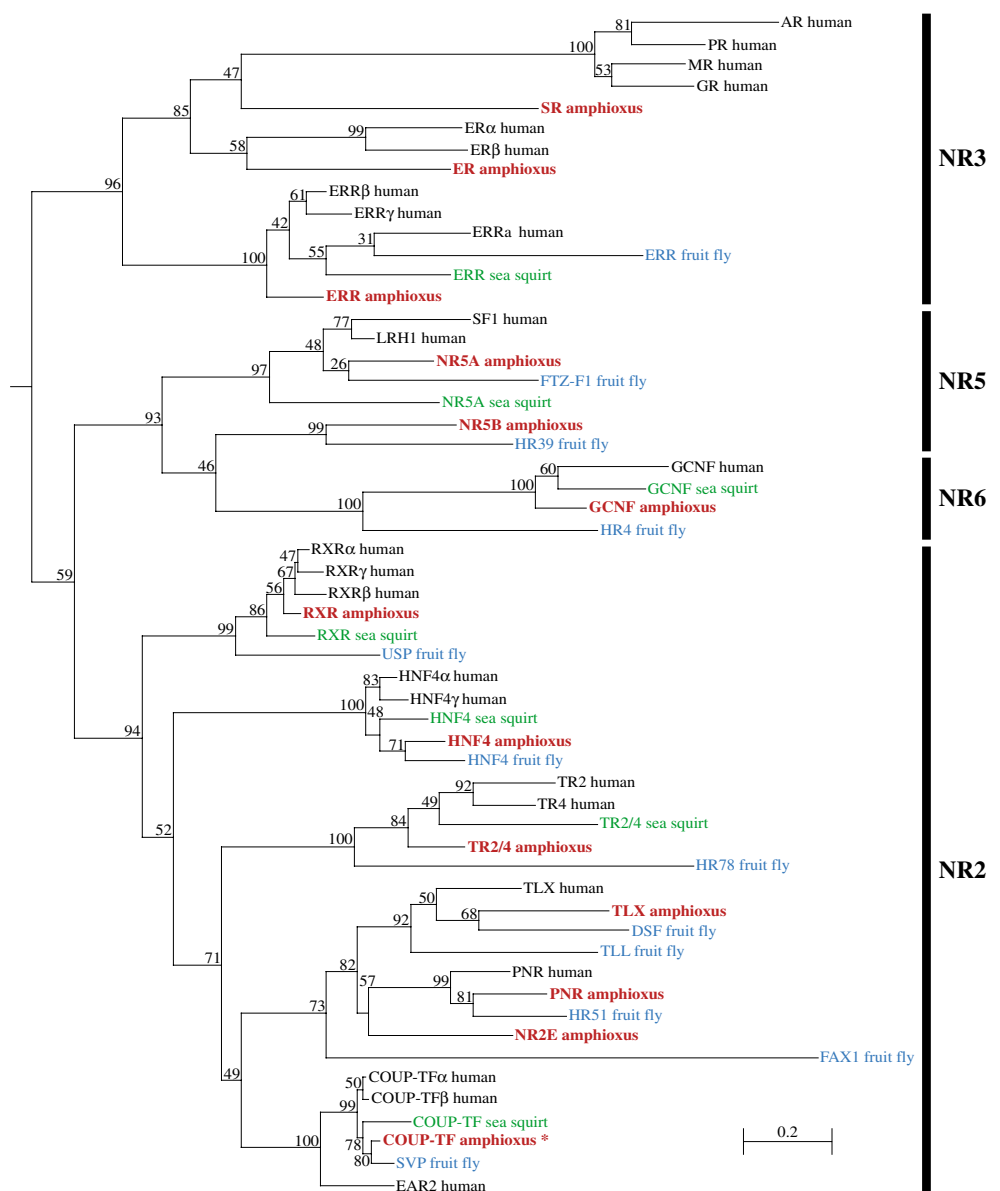 AR human
81
PR human
100
MR human
53
GR human
47
SR amphioxus
85
ERα human
99
ERβ human
58
ER amphioxus
NR3
96
ERRβ human
61
ERRγ human
42
ERRa human
31
ERR fruit fly
55
ERR sea squirt
100
ERR amphioxus
SF1 human
77
LRH1 human
48
NR5A amphioxus
26
FTZ-F1 fruit fly
97
NR5A sea squirt
NR5
93
NR5B amphioxus
99
HR39 fruit fly
46
GCNF human
60
GCNF sea squirt
100
GCNF amphioxus
100
HR4 fruit fly
NR6
59
RXRα human
47
RXRγ human
67
RXRβ human
56
RXR amphioxus
86
RXR sea squirt
99
USP fruit fly
HNF4α human
83
HNF4γ human
100
48
HNF4 sea squirt
HNF4 amphioxus
71
HNF4 fruit fly
94
TR2 human
92
TR4 human
49
TR2/4 sea squirt
84
TR2/4 amphioxus
100
HR78 fruit fly
52
NR2
TLX human
50
TLX amphioxus
68
DSF fruit fly
92
TLL fruit fly
71
82
PNR human
99
PNR amphioxus
81
HR51 fruit fly
57
NR2E amphioxus
73
FAX1 fruit fly
49
COUP-TFα human
50
COUP-TFβ human
99
COUP-TF sea squirt
78
COUP-TF amphioxus *
80
SVP fruit fly
100
EAR2 human
0.2